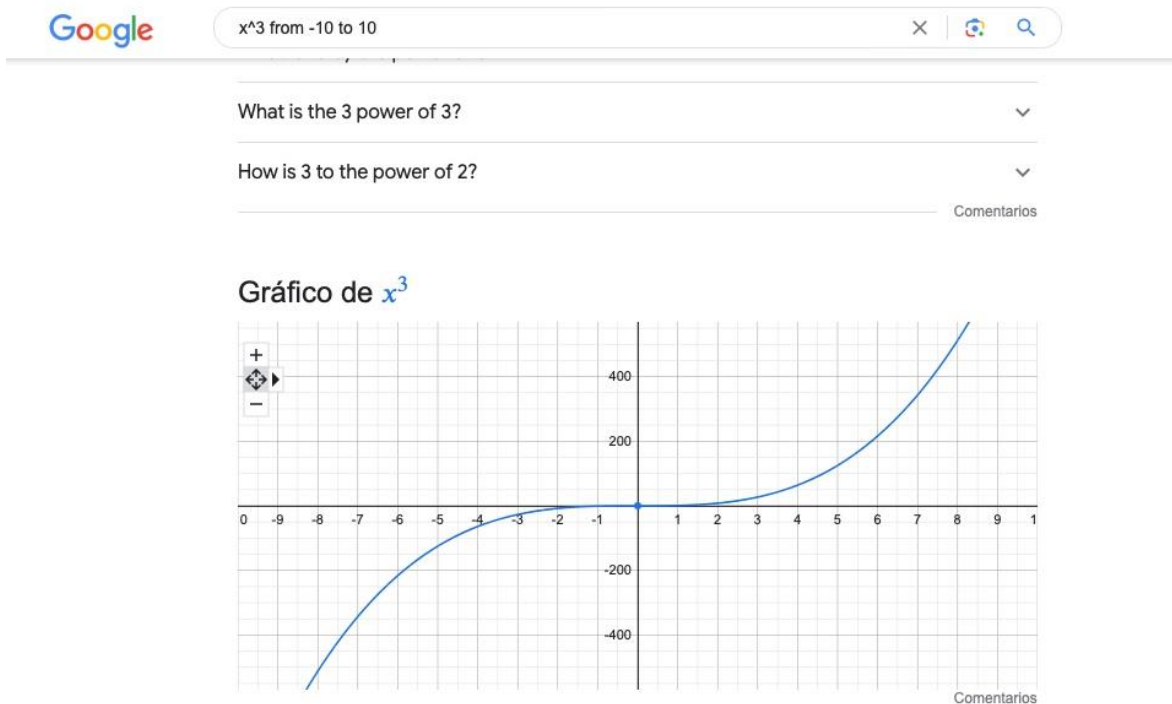 Google
x^3 from -10 to 10
What is the 3 power of 3?
How is 3 to the power of 2?
Comentarios
Gráfico de x³
+
−
400
200
0 -9 -8 -7 -6 -5 -4 -3 -2 -1 1 2 3 4 5 6 7 8 9 1
-200
-400
Comentarios